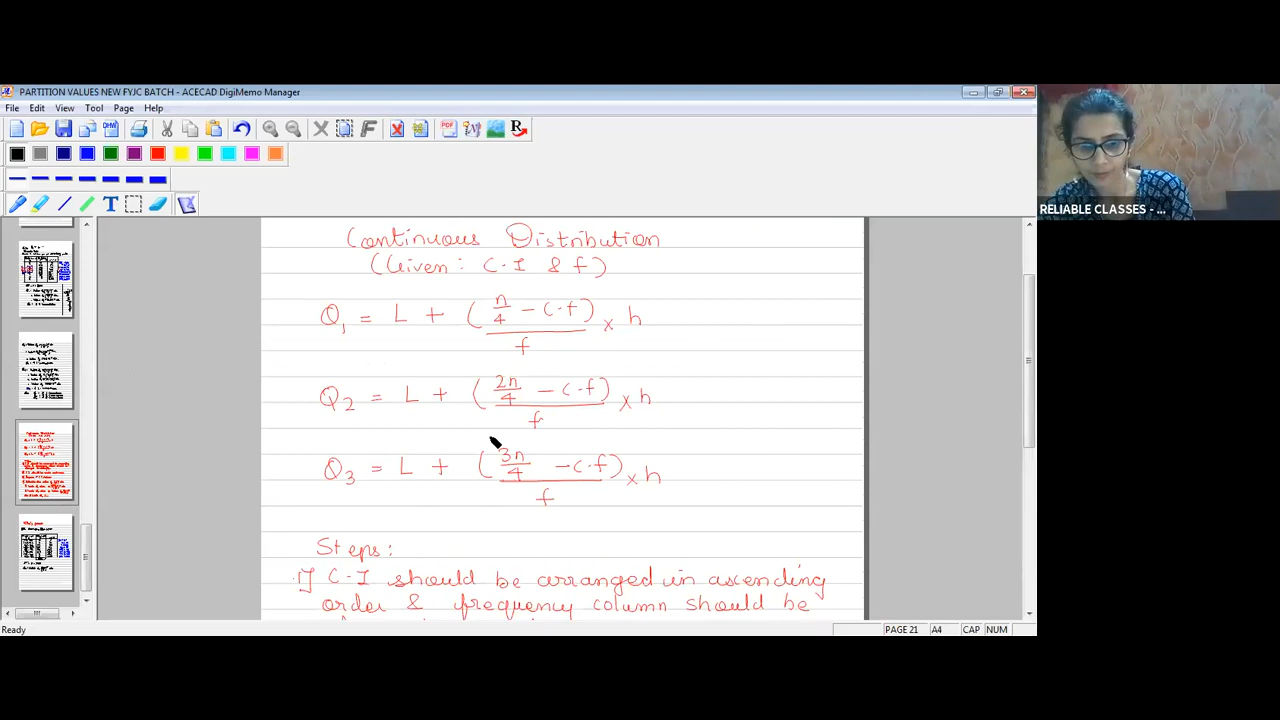 PARTITION VALUES NEW FYJC BATCH - ACECAD DigiMemo Manager
File Edit View Tool Page Help
RELIABLE CLASSES - ...
Continuous Distribution
(Given: C-I & f)
Q₁ = L + (n/4 - c.f)/f × h
Q₂ = L + (2n/4 - c.f)/f × h
Q₃ = L + (3n/4 - c.f)/f × h
Steps:
1] C-I should be arranged in ascending
order & frequency column should be
Ready PAGE 21 A4 CAP NUM